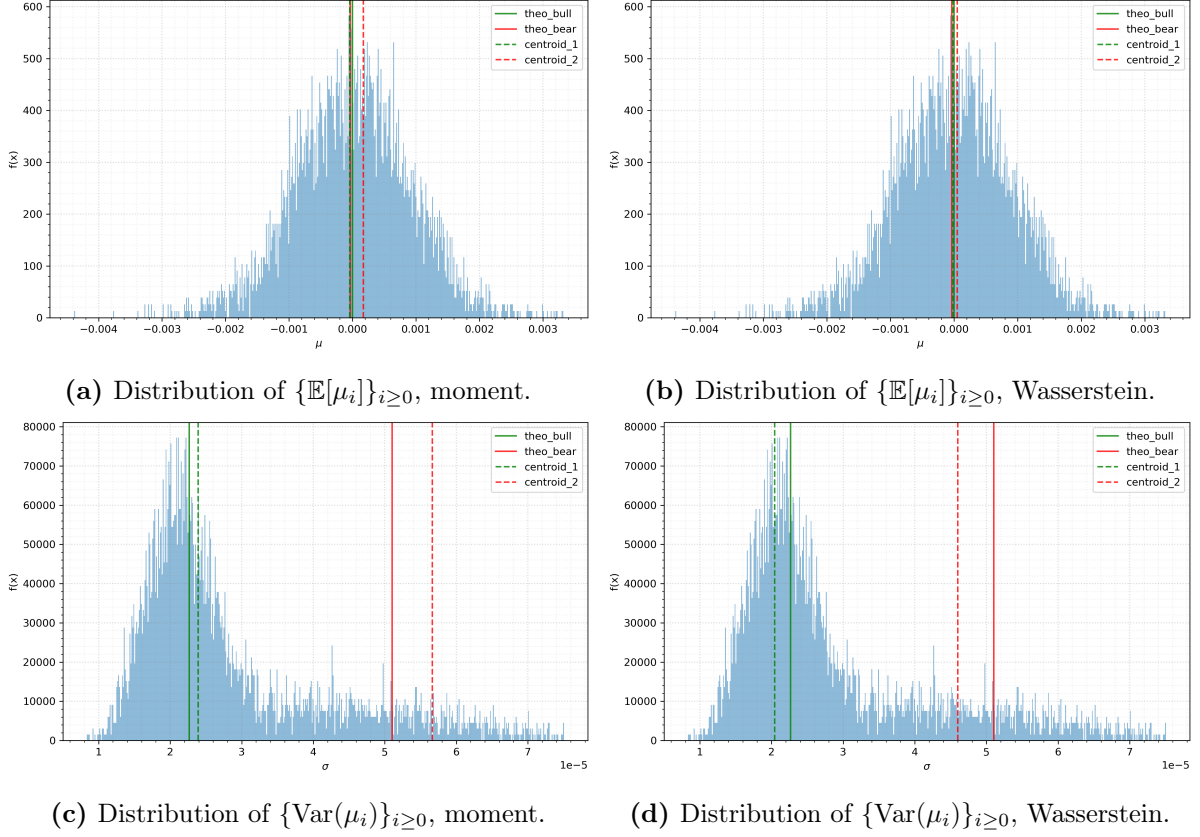 600
500
400
300
200
100
0
f(x)
−0.004 −0.003 −0.002 −0.001 0.000 0.001 0.002 0.003
μ
theo_bull
theo_bear
centroid_1
centroid_2
600
500
400
300
200
100
0
f(x)
−0.004 −0.003 −0.002 −0.001 0.000 0.001 0.002 0.003
μ
theo_bull
theo_bear
centroid_1
centroid_2
(a) Distribution of {𝔼[μᵢ]}ᵢ≥₀, moment.
(b) Distribution of {𝔼[μᵢ]}ᵢ≥₀, Wasserstein.
80000
70000
60000
50000
40000
30000
20000
10000
0
f(x)
1 2 3 4 5 6 7
1e−5
σ
theo_bull
theo_bear
centroid_1
centroid_2
80000
70000
60000
50000
40000
30000
20000
10000
0
f(x)
1 2 3 4 5 6 7
1e−5
σ
theo_bull
theo_bear
centroid_1
centroid_2
(c) Distribution of {Var(μᵢ)}ᵢ≥₀, moment.
(d) Distribution of {Var(μᵢ)}ᵢ≥₀, Wasserstein.